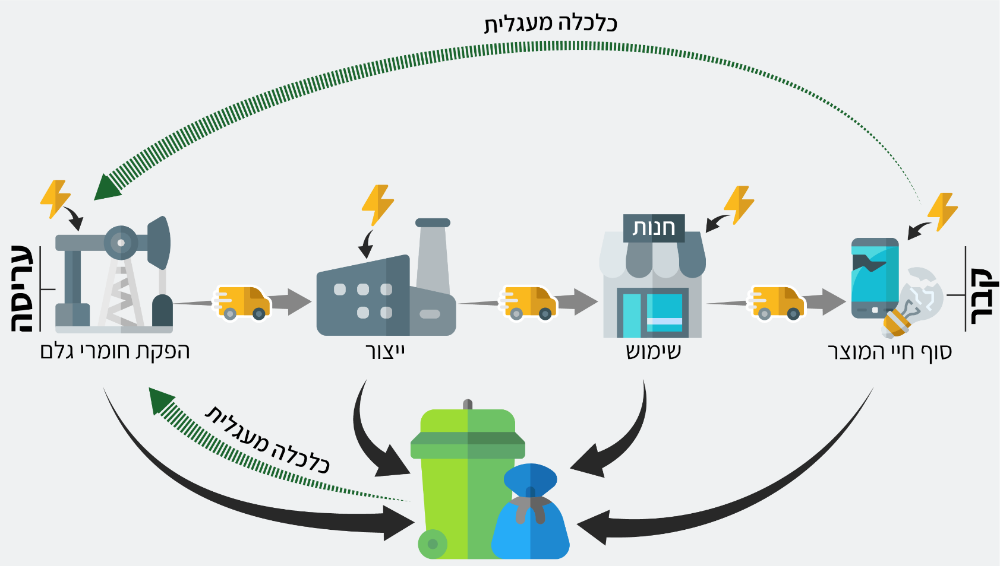 כלכלה מעגלית
חנות
עריסה
קבר
הפקת חומרי גלם
ייצור
שימוש
סוף חיי המוצר
כלכלה מעגלית